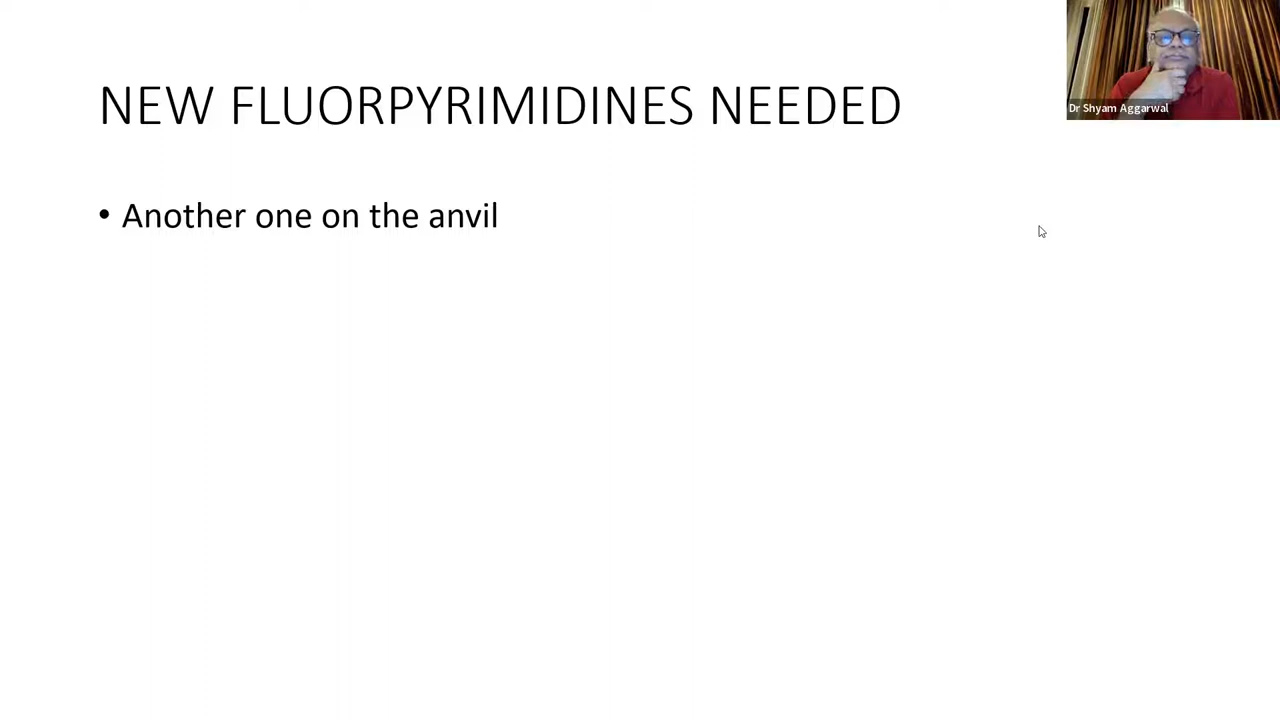 NEW FLUORPYRIMIDINES NEEDED
Dr Shyam Aggarwal
• Another one on the anvil